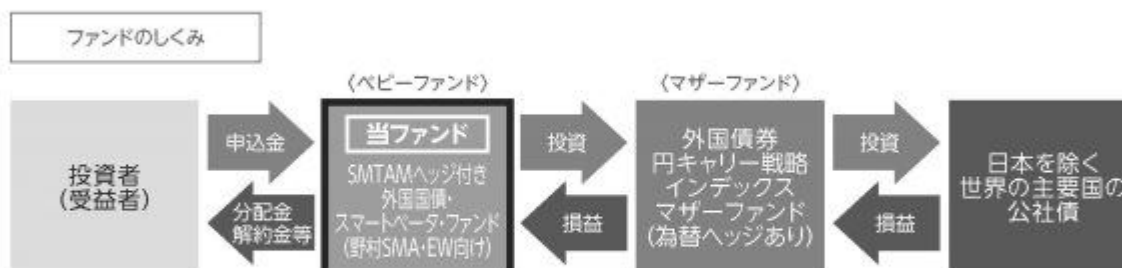 ファンドのしくみ
〈ベビーファンド〉
〈マザーファンド〉
投資者
(受益者)
申込金
分配金
解約金等
当ファンド
SMTAMヘッジ付き
外国国債・
スマートベータ・ファンド
(野村SMA・EW向け)
投資
損益
外国債券
円キャリー戦略
インデックス
マザーファンド
(為替ヘッジあり)
投資
損益
日本を除く
世界の主要国の
公社債